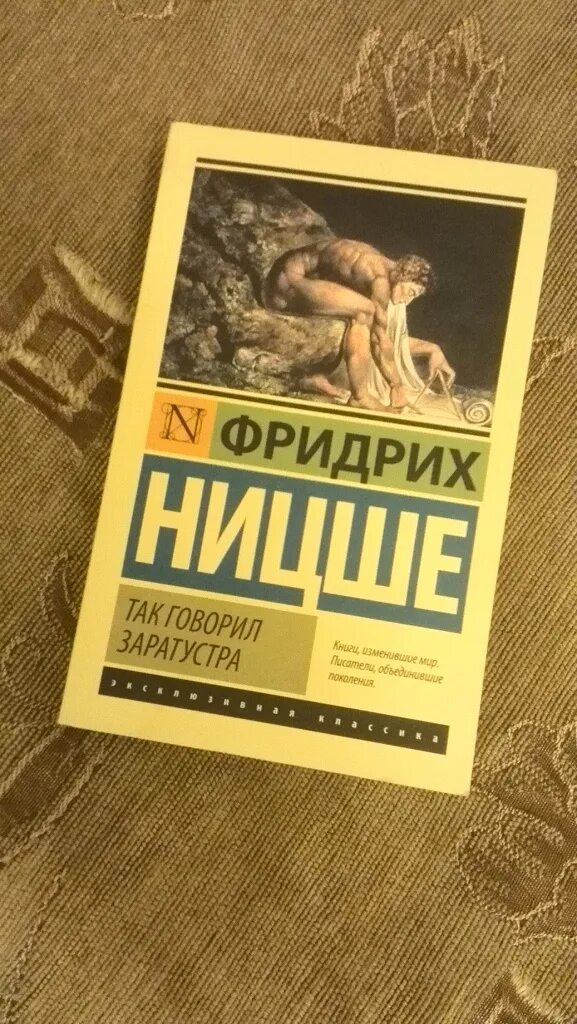 N
ФРИДРИХ
НИЦШЕ
ТАК ГОВОРИЛ
ЗАРАТУСТРА
Книги, изменившие мир.
Писатели, объединившие
поколения.
эксклюзивная классика